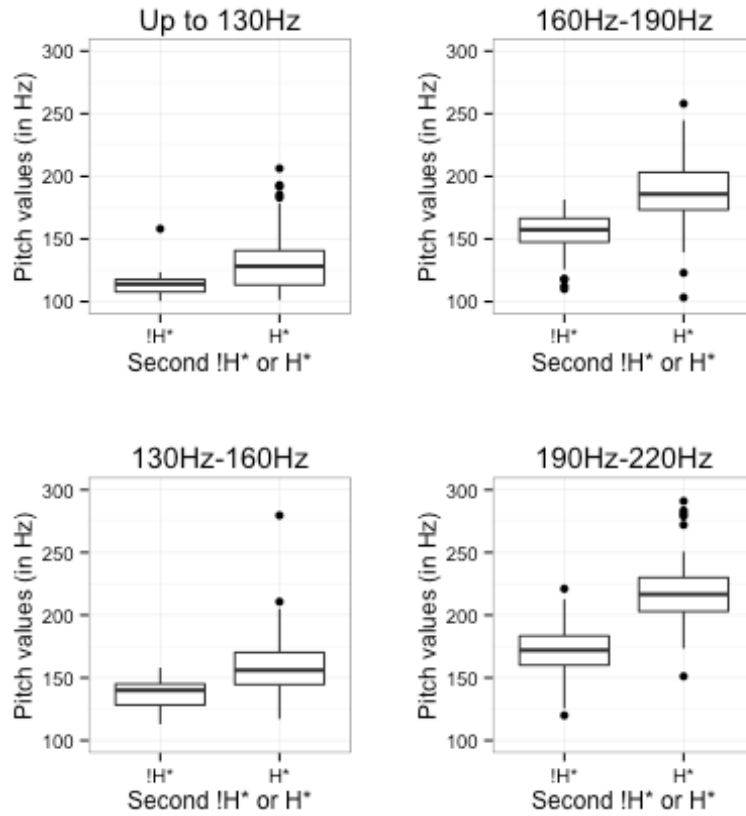 Up to 130Hz
300
250
200
150
100
Pitch values (in Hz)
!H*
H*
Second !H* or H*
160Hz-190Hz
300
250
200
150
100
Pitch values (in Hz)
!H*
H*
Second !H* or H*
130Hz-160Hz
300
250
200
150
100
Pitch values (in Hz)
!H*
H*
Second !H* or H*
190Hz-220Hz
300
250
200
150
100
Pitch values (in Hz)
!H*
H*
Second !H* or H*